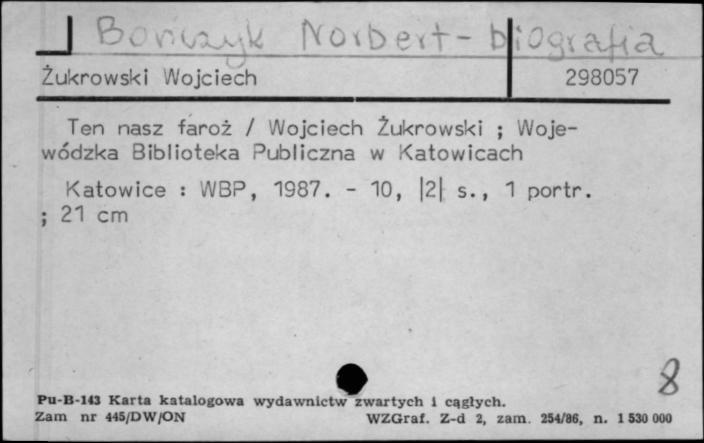 Bończyk Norbert - biografia
Żukrowski Wojciech 298057
Ten nasz faroż / Wojciech Żukrowski ; Woje-
wódzka Biblioteka Publiczna w Katowicach
Katowice : WBP, 1987. - 10, |2| s., 1 portr.
; 21 cm
8
Pu-B-143 Karta katalogowa wydawnictw zwartych i cągłych.
Zam nr 445/DW/ON WZGraf. Z-d 2, zam. 254/86, n. 1 530 000